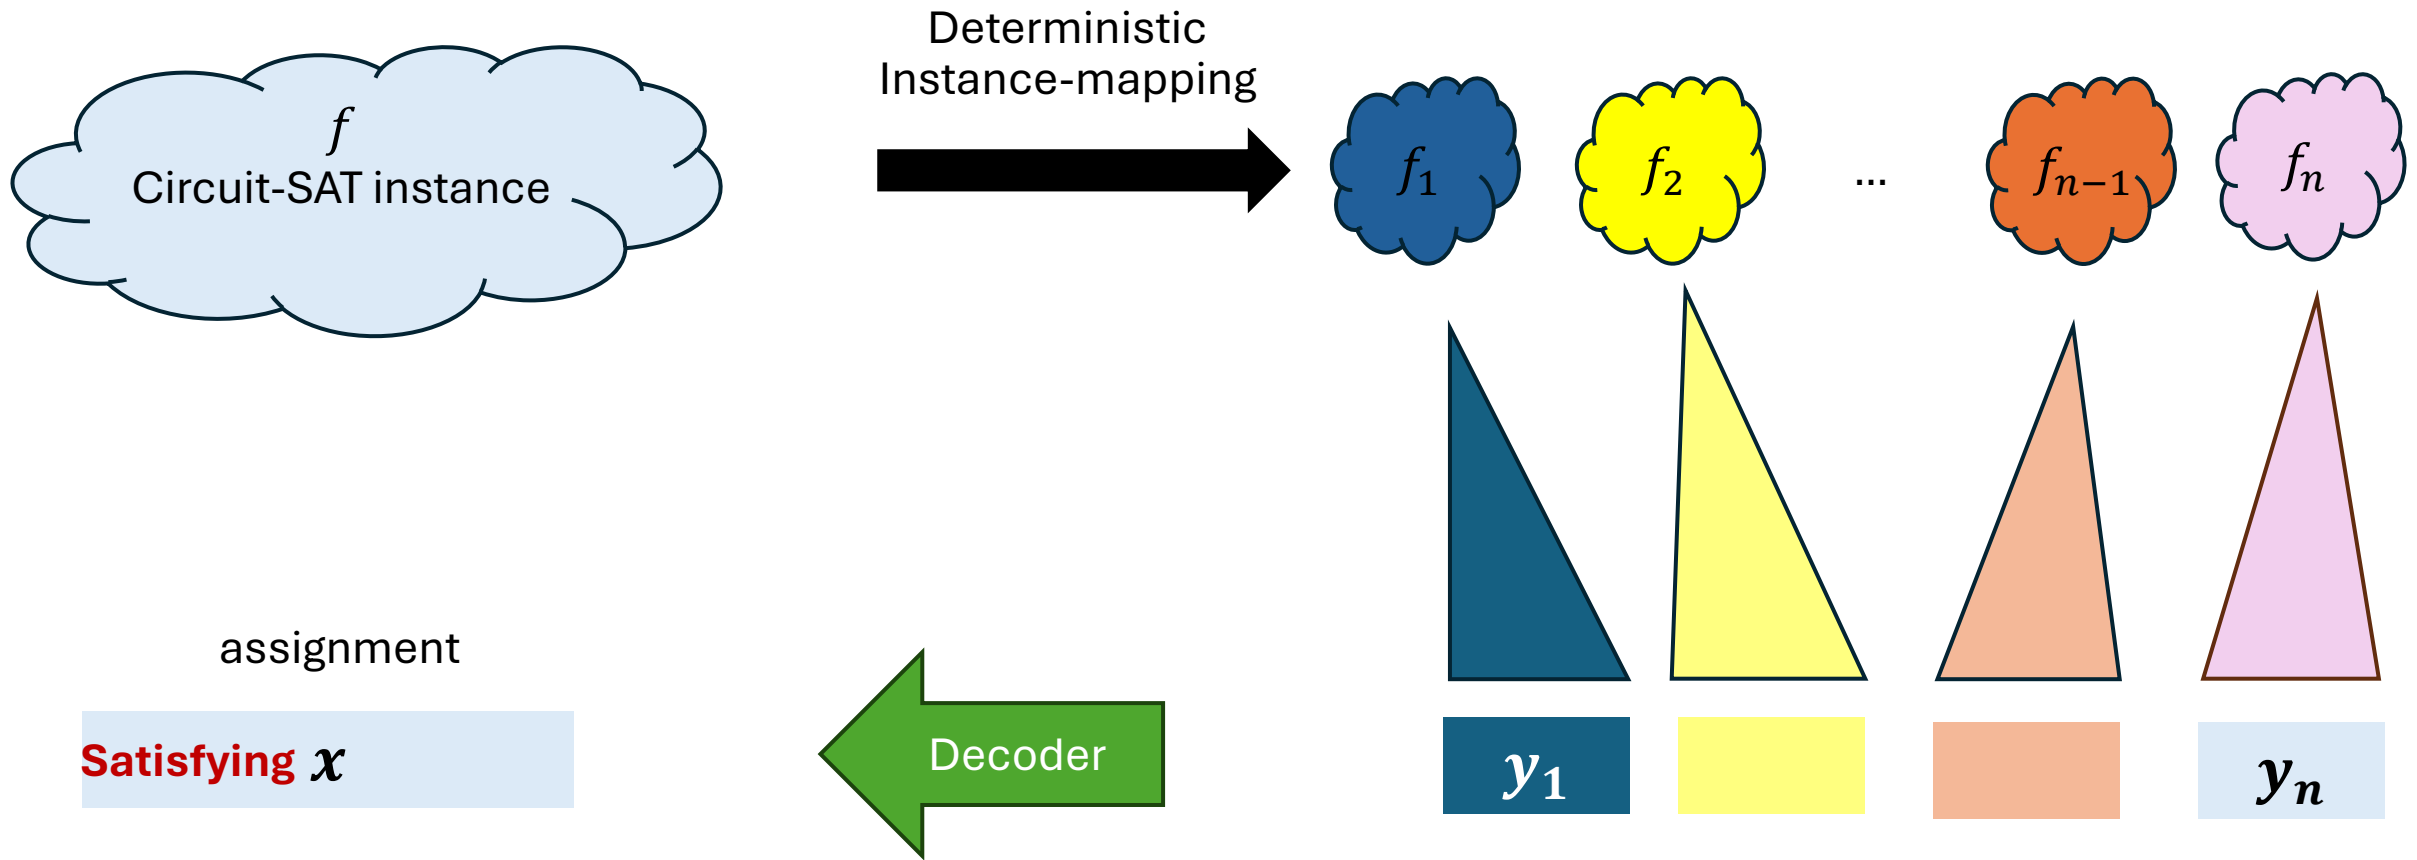 Deterministic
Instance-mapping
f
Circuit-SAT instance
f₁
f₂
...
fₙ₋₁
fₙ
assignment
Satisfying x
Decoder
y₁
yₙ